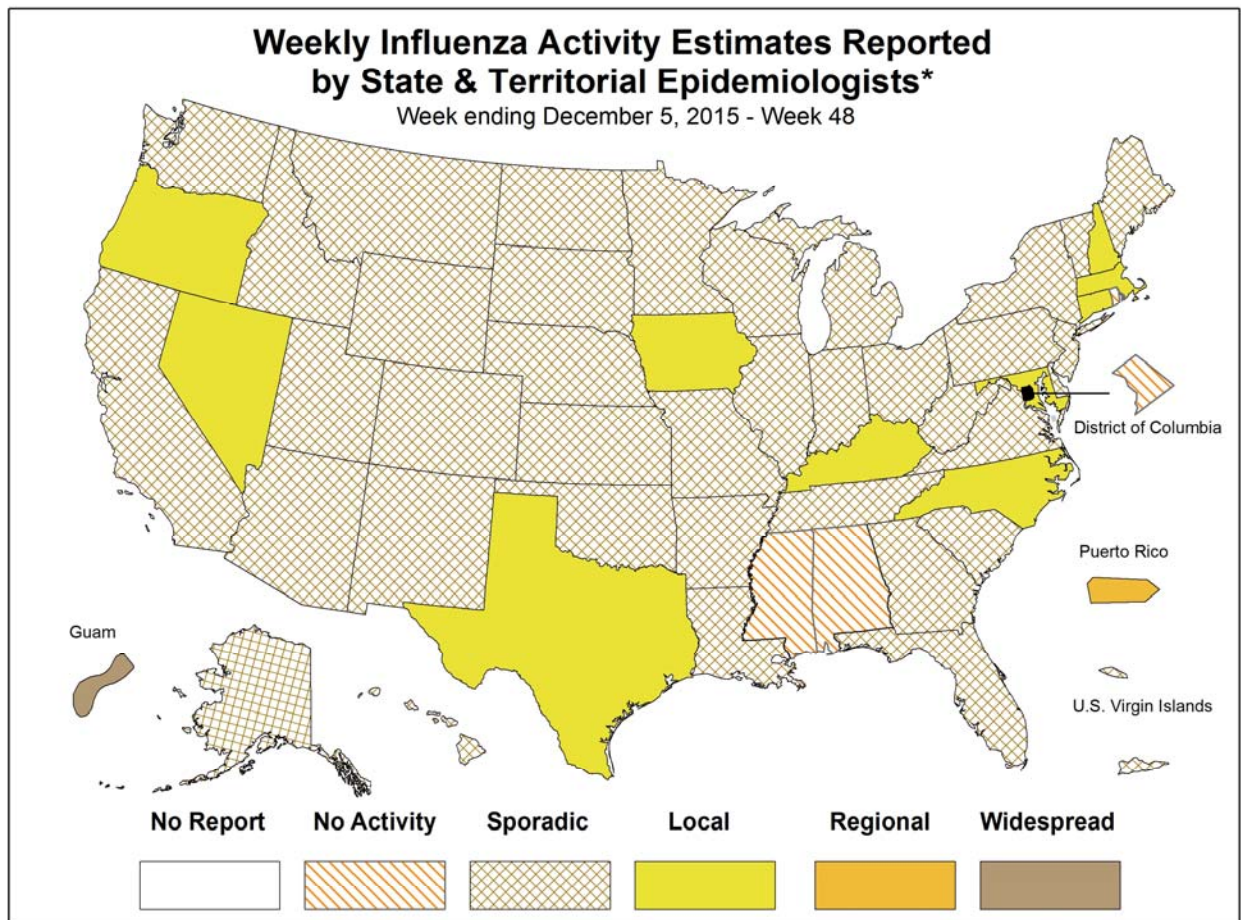 Weekly Influenza Activity Estimates Reported
by State & Territorial Epidemiologists*
Week ending December 5, 2015 - Week 48
District of Columbia
Puerto Rico
Guam
U.S. Virgin Islands
No Report
No Activity
Sporadic
Local
Regional
Widespread